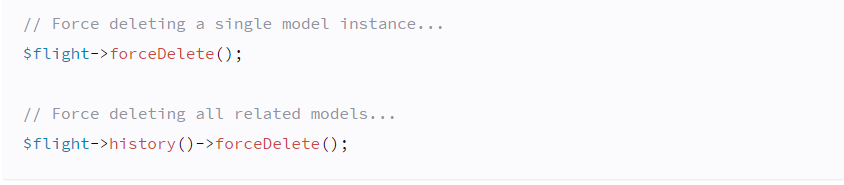 // Force deleting a single model instance...
$flight->forceDelete();
// Force deleting all related models...
$flight->history()->forceDelete();